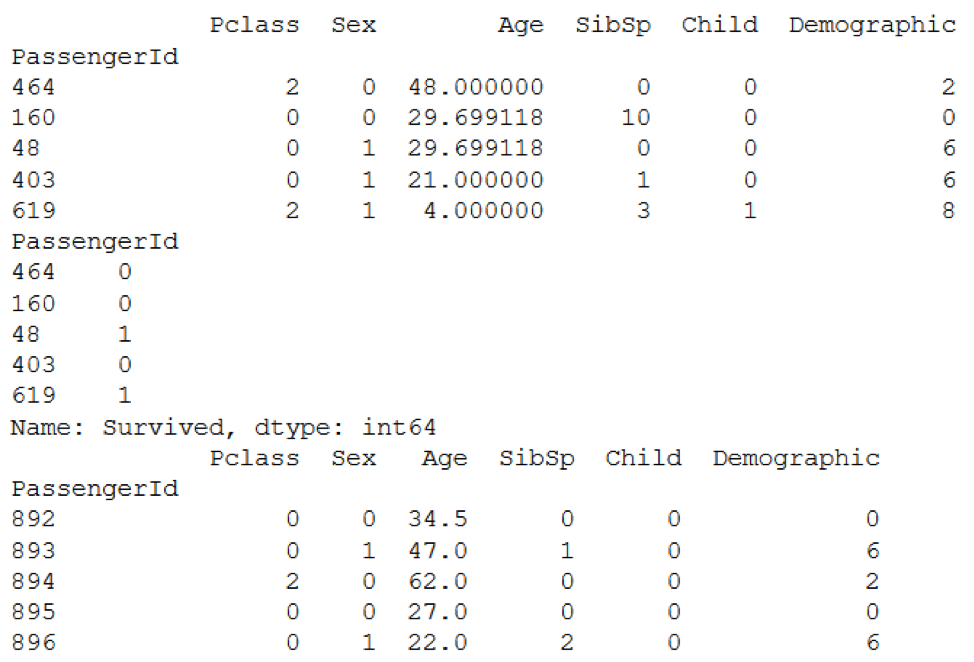 Pclass Sex Age SibSp Child Demographic
PassengerId
464 2 0 48.000000 0 0 2
160 0 0 29.699118 10 0 0
48 0 1 29.699118 0 0 6
403 0 1 21.000000 1 0 6
619 2 1 4.000000 3 1 8
PassengerId
464 0
160 0
48 1
403 0
619 1
Name: Survived, dtype: int64
Pclass Sex Age SibSp Child Demographic
PassengerId
892 0 0 34.5 0 0 0
893 0 1 47.0 1 0 6
894 2 0 62.0 0 0 2
895 0 0 27.0 0 0 0
896 0 1 22.0 2 0 6